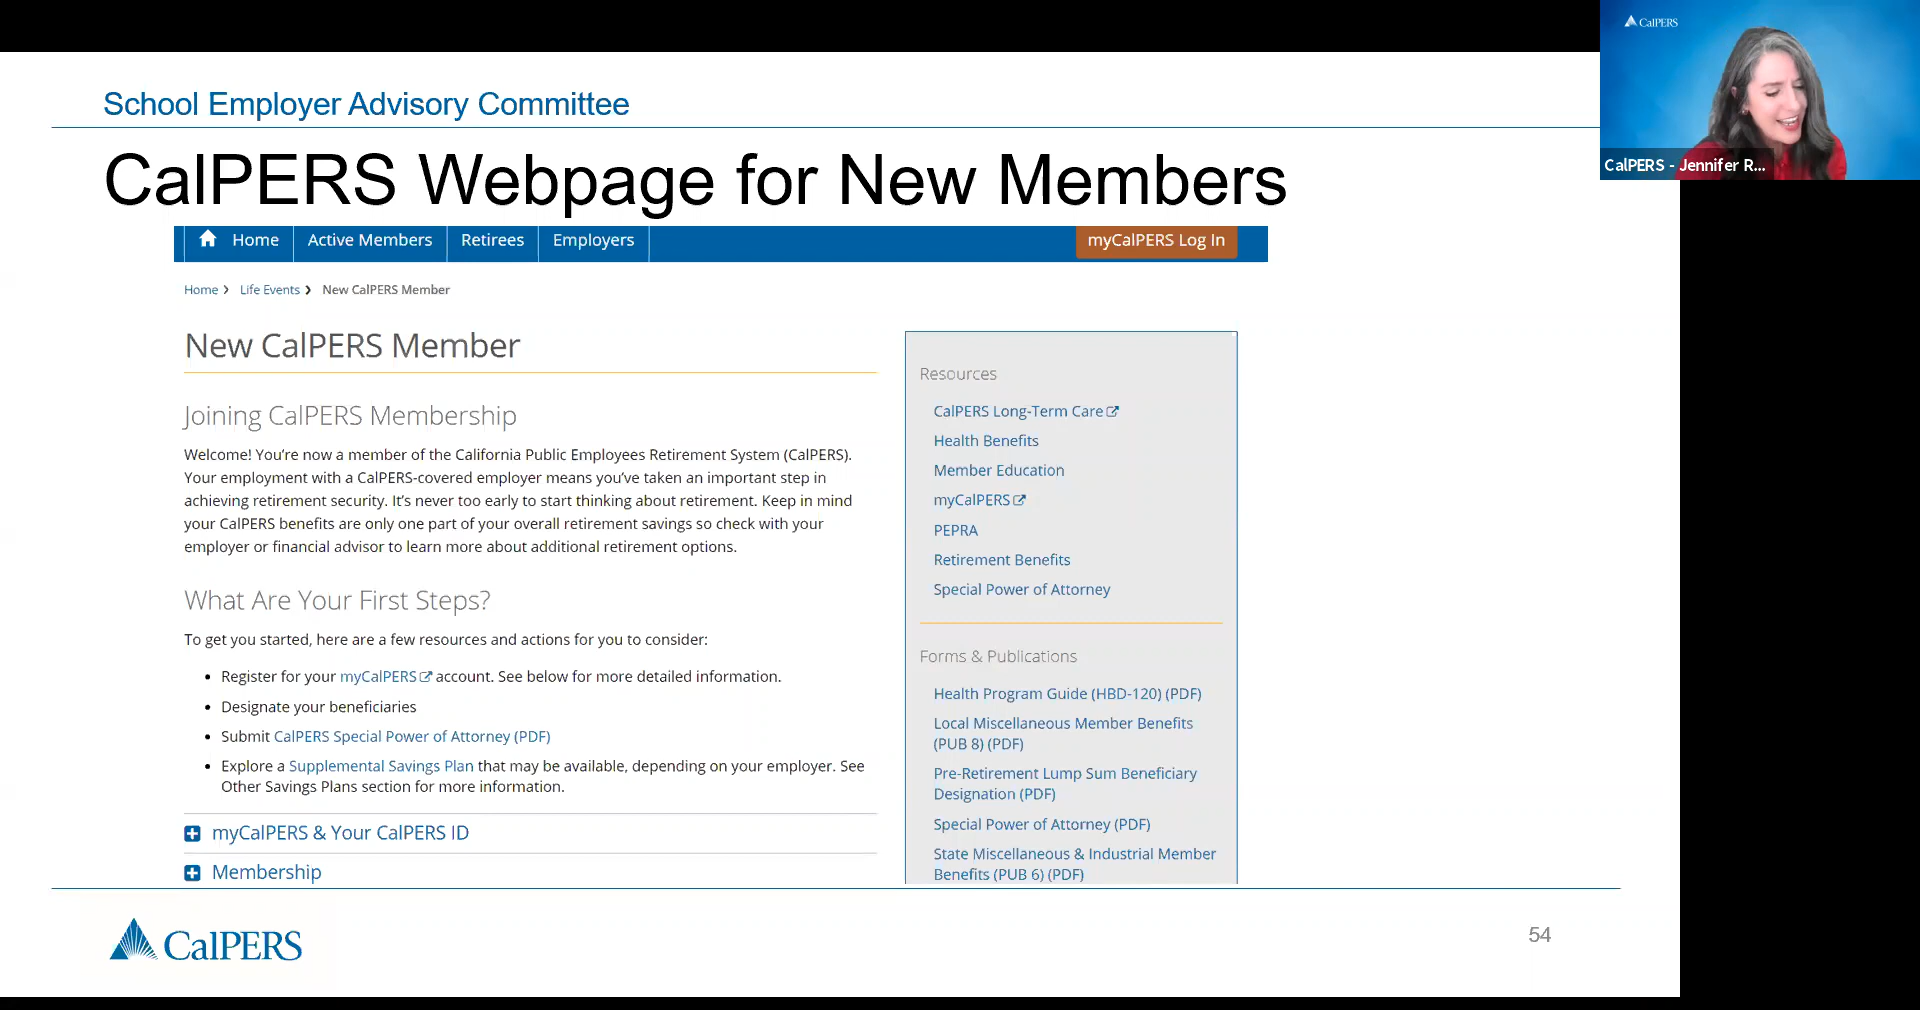 School Employer Advisory Committee
CalPERS Webpage for New Members
Home
Active Members
Retirees
Employers
myCalPERS Log In
Home
Life Events
New CalPERS Member
New CalPERS Member
Joining CalPERS Membership
Welcome! You're now a member of the California Public Employees Retirement System (CalPERS).
Your employment with a CalPERS-covered employer means you've taken an important step in
achieving retirement security. It's never too early to start thinking about retirement. Keep in mind
your CalPERS benefits are only one part of your overall retirement savings so check with your
employer or financial advisor to learn more about additional retirement options.
What Are Your First Steps?
To get you started, here are a few resources and actions for you to consider:
• Register for your myCalPERS account. See below for more detailed information.
• Designate your beneficiaries
• Submit CalPERS Special Power of Attorney (PDF)
• Explore a Supplemental Savings Plan that may be available, depending on your employer. See
Other Savings Plans section for more information.
myCalPERS & Your CalPERS ID
Membership
Resources
CalPERS Long-Term Care
Health Benefits
Member Education
myCalPERS
PEPRA
Retirement Benefits
Special Power of Attorney
Forms & Publications
Health Program Guide (HBD-120) (PDF)
Local Miscellaneous Member Benefits
(PUB 8) (PDF)
Pre-Retirement Lump Sum Beneficiary
Designation (PDF)
Special Power of Attorney (PDF)
State Miscellaneous & Industrial Member
Benefits (PUB 6) (PDF)
CalPERS
54
CalPERS
CalPERS - Jennifer R...